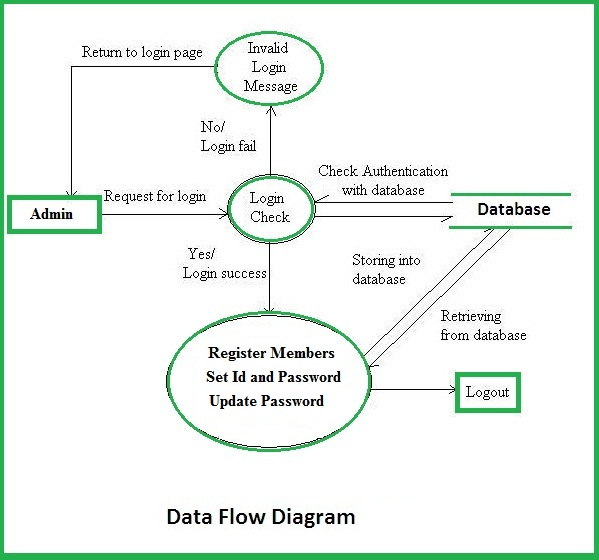 Return to login page
Invalid
Login
Message
No/
Login fail
Check Authentication
with database
Admin
Request for login
Login
Check
Database
Yes/
Login success
Storing into
database
Retrieving
from database
Register Members
Set Id and Password
Update Password
Logout
Data Flow Diagram